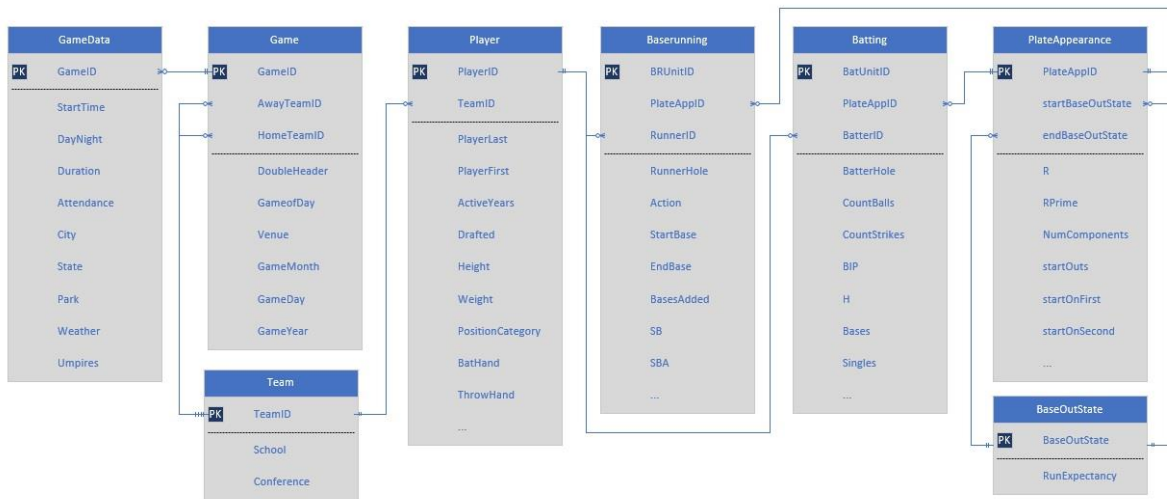 GameData
PK GameID
StartTime
DayNight
Duration
Attendance
City
State
Park
Weather
Umpires
Game
PK GameID
AwayTeamID
HomeTeamID
DoubleHeader
GameofDay
Venue
GameMonth
GameDay
GameYear
Team
PK TeamID
School
Conference
Player
PK PlayerID
TeamID
PlayerLast
PlayerFirst
ActiveYears
Drafted
Height
Weight
PositionCategory
BatHand
ThrowHand
...
Baserunning
PK BRUnitID
PlateAppID
RunnerID
RunnerHole
Action
StartBase
EndBase
BasesAdded
SB
SBA
...
Batting
PK BatUnitID
PlateAppID
BatterID
BatterHole
CountBalls
CountStrikes
BIP
H
Bases
Singles
...
PlateAppearance
PK PlateAppID
startBaseOutState
endBaseOutState
R
RPrime
NumComponents
startOuts
startOnFirst
startOnSecond
...
BaseOutState
PK BaseOutState
RunExpectancy